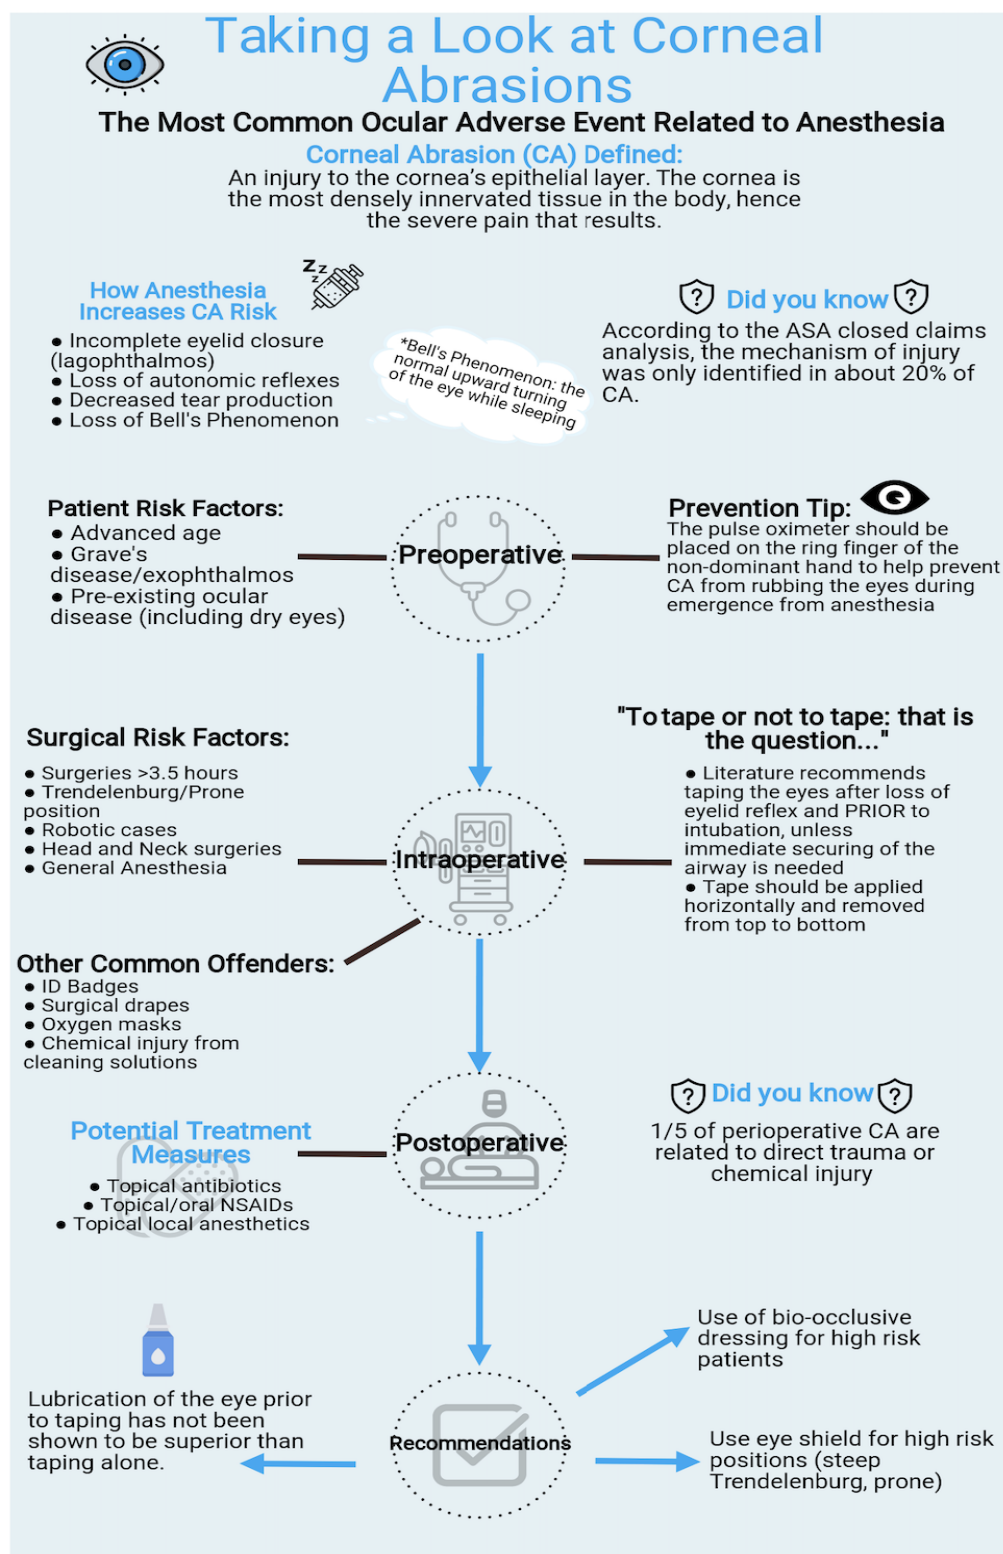 Taking a Look at Corneal
Abrasions
The Most Common Ocular Adverse Event Related to Anesthesia
Corneal Abrasion (CA) Defined:
An injury to the cornea's epithelial layer. The cornea is
the most densely innervated tissue in the body, hence
the severe pain that results.
How Anesthesia
Increases CA Risk
● Incomplete eyelid closure
(lagophthalmos)
● Loss of autonomic reflexes
● Decreased tear production
● Loss of Bell's Phenomenon
Z z
z
*Bell's Phenomenon: the
normal upward turning
of the eye while sleeping
? Did you know ?
According to the ASA closed claims
analysis, the mechanism of injury
was only identified in about 20% of
CA.
Patient Risk Factors:
● Advanced age
● Grave's
disease/exophthalmos
● Pre-existing ocular
disease (including dry eyes)
Preoperative
Prevention Tip:
The pulse oximeter should be
placed on the ring finger of the
non-dominant hand to help prevent
CA from rubbing the eyes during
emergence from anesthesia
Surgical Risk Factors:
● Surgeries >3.5 hours
● Trendelenburg/Prone
position
● Robotic cases
● Head and Neck surgeries
● General Anesthesia
Intraoperative
"To tape or not to tape: that is
the question..."
● Literature recommends
taping the eyes after loss of
eyelid reflex and PRIOR to
intubation, unless
immediate securing of the
airway is needed
● Tape should be applied
horizontally and removed
from top to bottom
Other Common Offenders:
● ID Badges
● Surgical drapes
● Oxygen masks
● Chemical injury from
cleaning solutions
Potential Treatment
Measures
● Topical antibiotics
● Topical/oral NSAIDs
● Topical local anesthetics
Postoperative
? Did you know ?
1/5 of perioperative CA are
related to direct trauma or
chemical injury
Lubrication of the eye prior
to taping has not been
shown to be superior than
taping alone.
Recommendations
Use of bio-occlusive
dressing for high risk
patients
Use eye shield for high risk
positions (steep
Trendelenburg, prone)